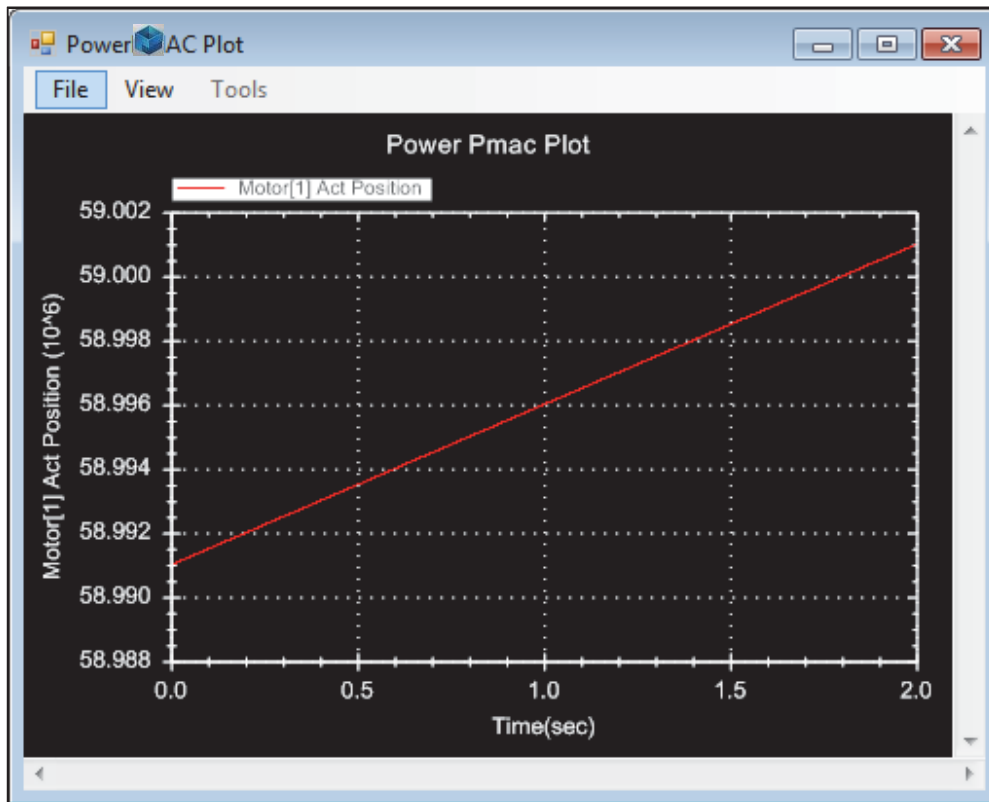 Power AC Plot
File View Tools
Power Pmac Plot
Motor[1] Act Position
Motor[1] Act Position (10^6)
59.002
59.000
58.998
58.996
58.994
58.992
58.990
58.988
0.0 0.5 1.0 1.5 2.0
Time(sec)